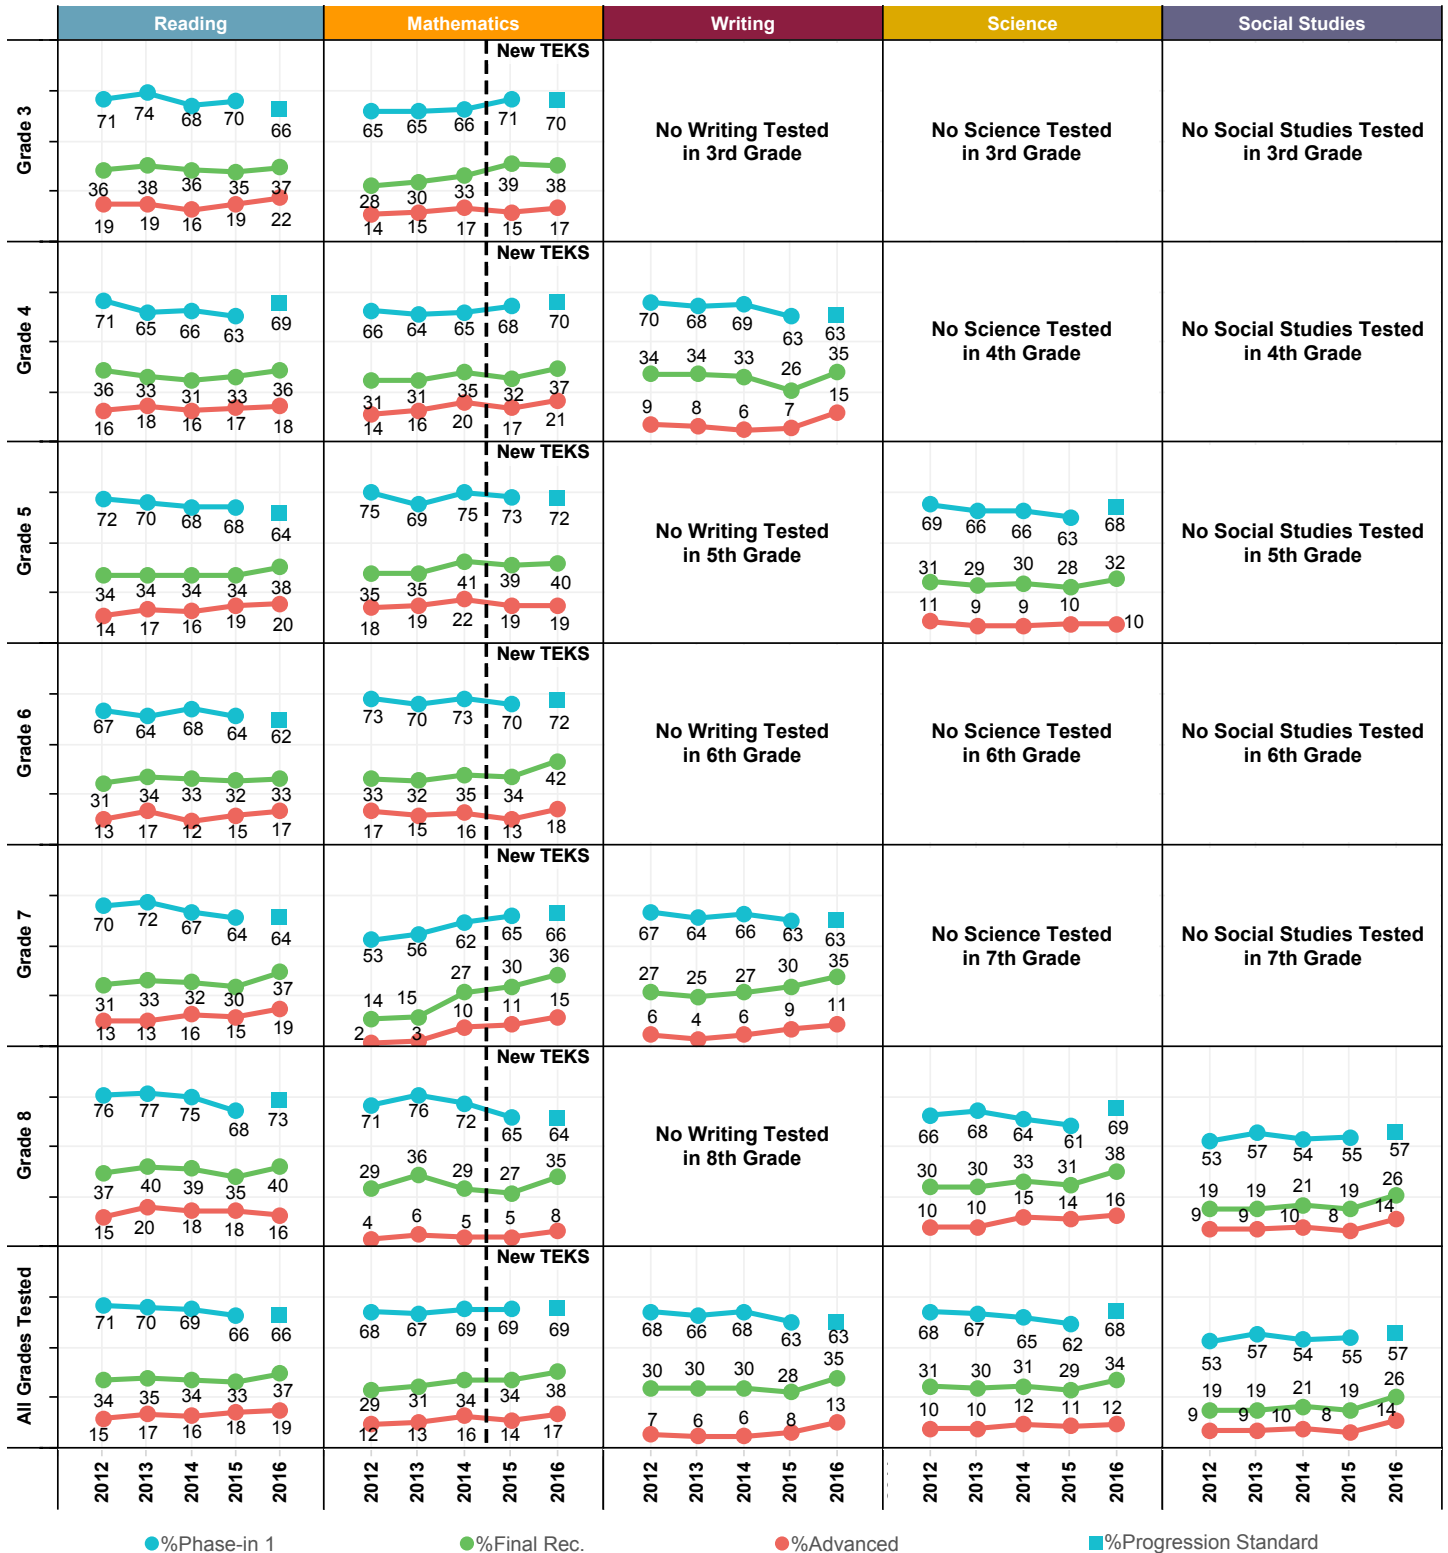 Reading Mathematics Writing Science Social Studies
Grade 3
New TEKS
71 74 68 70 66
36 38 36 35 37
19 19 16 19 22
65 65 66 71 70
28 30 33 39 38
14 15 17 15 17
No Writing Tested
in 3rd Grade
No Science Tested
in 3rd Grade
No Social Studies Tested
in 3rd Grade
Grade 4
New TEKS
71 65 66 63 69
36 33 31 33 36
16 18 16 17 18
66 64 65 68 70
31 31 35 32 37
14 16 20 17 21
70 68 69 63 63
34 34 33 26 35
9 8 6 7 15
No Science Tested
in 4th Grade
No Social Studies Tested
in 4th Grade
Grade 5
New TEKS
72 70 68 68 64
34 34 34 34 38
14 17 16 19 20
75 69 75 73 72
35 35 41 39 40
18 19 22 19 19
No Writing Tested
in 5th Grade
69 66 66 63 68
31 29 30 28 32
11 9 9 10 10
No Social Studies Tested
in 5th Grade
Grade 6
New TEKS
67 64 68 64 62
31 34 33 32 33
13 17 12 15 17
73 70 73 70 72
33 32 35 34 42
17 15 16 13 18
No Writing Tested
in 6th Grade
No Science Tested
in 6th Grade
No Social Studies Tested
in 6th Grade
Grade 7
New TEKS
70 72 67 64 64
31 33 32 30 37
13 13 16 15 19
53 56 62 65 66
14 15 27 30 36
2 3 10 11 15
67 64 66 63 63
27 25 27 30 35
6 4 6 9 11
No Science Tested
in 7th Grade
No Social Studies Tested
in 7th Grade
Grade 8
New TEKS
76 77 75 68 73
37 40 39 35 40
15 20 18 18 16
71 76 72 65 64
29 36 29 27 35
4 6 5 5 8
No Writing Tested
in 8th Grade
66 68 64 61 69
30 30 33 31 38
10 10 15 14 16
53 57 54 55 57
19 19 21 19 26
9 9 10 8 14
All Grades Tested
New TEKS
71 70 69 66 66
34 35 34 33 37
15 17 16 18 19
68 67 69 69 69
29 31 34 34 38
12 13 16 14 17
68 66 68 63 63
30 30 30 28 35
7 6 6 8 13
68 67 65 62 68
31 30 31 29 34
10 10 12 11 12
53 57 54 55 57
19 19 21 19 26
9 9 10 8 14
2012 2013 2014 2015 2016 2012 2013 2014 2015 2016 2012 2013 2014 2015 2016 2012 2013 2014 2015 2016 2012 2013 2014 2015 2016
%Phase-in 1 %Final Rec. %Advanced %Progression Standard